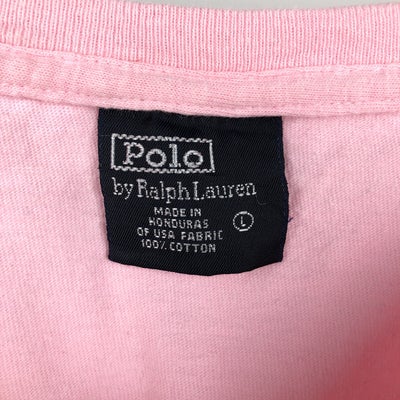 Polo
by Ralph Lauren
MADE IN
HONDURAS
OF USA FABRIC
100% COTTON
L